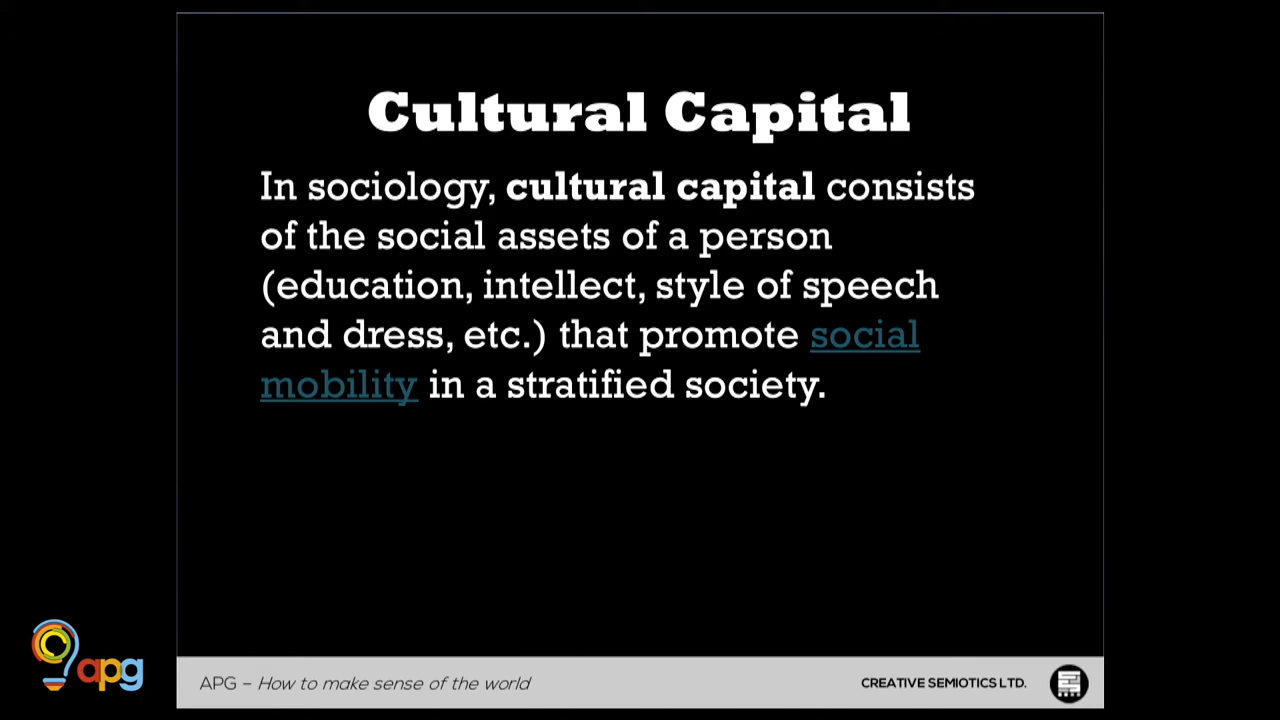 Cultural Capital
In sociology, cultural capital consists
of the social assets of a person
(education, intellect, style of speech
and dress, etc.) that promote social
mobility in a stratified society.
apg
APG – How to make sense of the world
CREATIVE SEMIOTICS LTD.